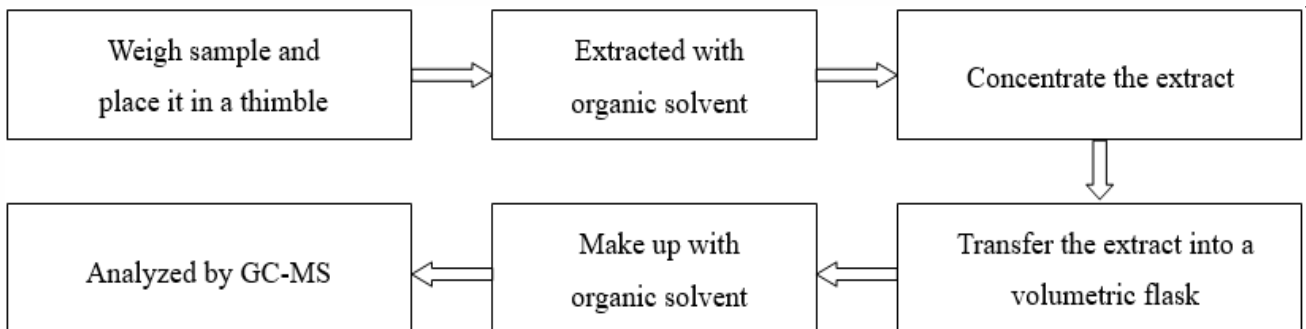 Weigh sample and
place it in a thimble
Extracted with
organic solvent
Concentrate the extract
Transfer the extract into a
volumetric flask
Make up with
organic solvent
Analyzed by GC-MS